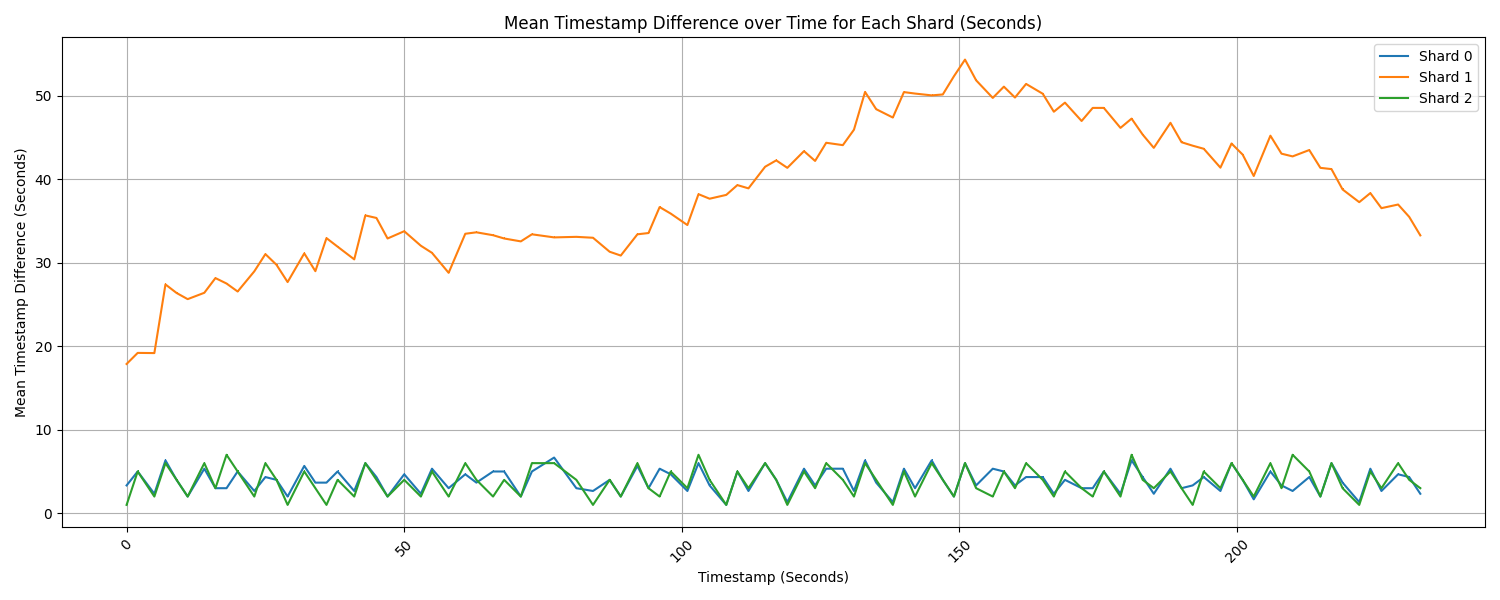 Mean Timestamp Difference over Time for Each Shard (Seconds)
Shard 0
Shard 1
Shard 2
Mean Timestamp Difference (Seconds)
50
40
30
20
10
0
0
50
100
150
200
Timestamp (Seconds)